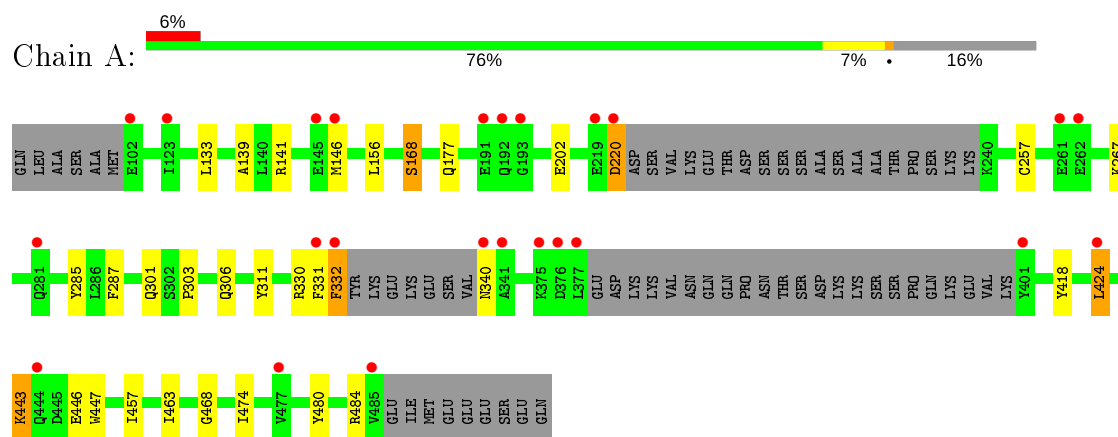 6%
Chain A:
76% 7% • 16%
GLN LEU ALA SER ALA MET E102 I123 L133 A139 L140 R141 E145 M146 L156 S168 Q177 E191 Q192 G193 E202 E219 D220 ASP SER VAL LYS GLU THR ASP SER SER SER ALA SER ALA ALA THR PRO SER LYS LYS K240 C257 E261 E262 K267
Q281 Y285 L286 F287 Q301 S302 P303 Q306 Y311 R330 F331 F332 TYR LYS GLU LYS GLU SER VAL N340 A341 K375 D376 L377 GLU ASP LYS LYS VAL ASN GLN GLN PRO ASN THR SER ASP LYS LYS SER SER PRO GLN LYS GLU VAL LYS Y401 Y418 L424
K443 Q444 D445 E446 W447 I457 I463 G468 I474 V477 Y480 R484 V485 GLU ILE MET GLU GLU GLU SER GLU GLN